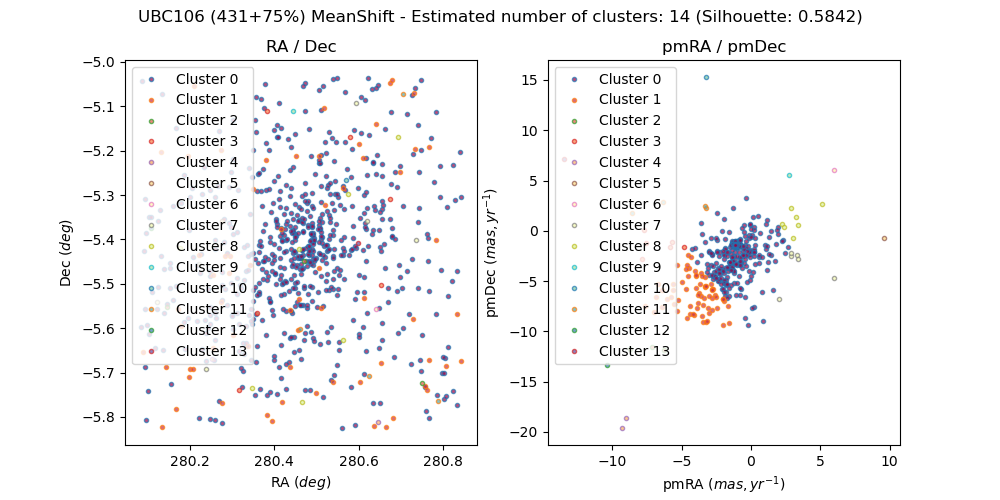 UBC106 (431+75%) MeanShift - Estimated number of clusters: 14 (Silhouette: 0.5842)
RA / Dec
pmRA / pmDec
Cluster 0
Cluster 1
Cluster 2
Cluster 3
Cluster 4
Cluster 5
Cluster 6
Cluster 7
Cluster 8
Cluster 9
Cluster 10
Cluster 11
Cluster 12
Cluster 13
Cluster 0
Cluster 1
Cluster 2
Cluster 3
Cluster 4
Cluster 5
Cluster 6
Cluster 7
Cluster 8
Cluster 9
Cluster 10
Cluster 11
Cluster 12
Cluster 13
−5.0
−5.1
−5.2
−5.3
−5.4
−5.5
−5.6
−5.7
−5.8
Dec (deg)
280.2
280.4
280.6
280.8
RA (deg)
15
10
5
0
−5
−10
−15
−20
pmDec (mas, yr⁻¹)
−10
−5
0
5
10
pmRA (mas, yr⁻¹)